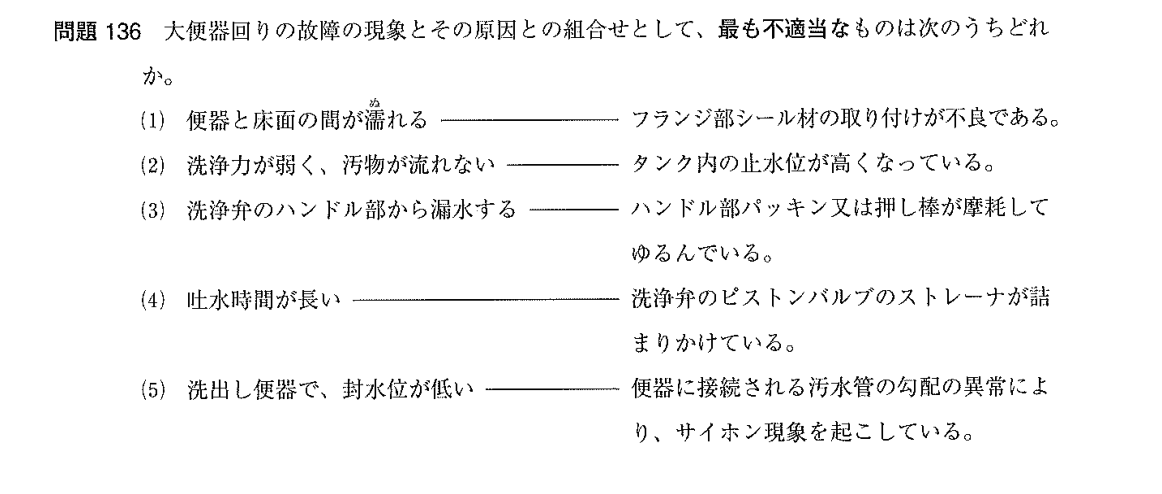 問題 136 大便器回りの故障の現象とその原因との組合せとして、最も不適当なものは次のうちどれ
か。
(1) 便器と床面の間が濡れる ――――― フランジ部シール材の取り付けが不良である。
ぬ
(2) 洗浄力が弱く、汚物が流れない ――――― タンク内の止水位が高くなっている。
(3) 洗浄弁のハンドル部から漏水する ――――― ハンドル部パッキン又は押し棒が摩耗して
ゆるんでいる。
(4) 吐水時間が長い ――――― 洗浄弁のピストンバルブのストレーナが詰
まりかけている。
(5) 洗出し便器で、封水位が低い ――――― 便器に接続される汚水管の勾配の異常によ
り、サイホン現象を起こしている。